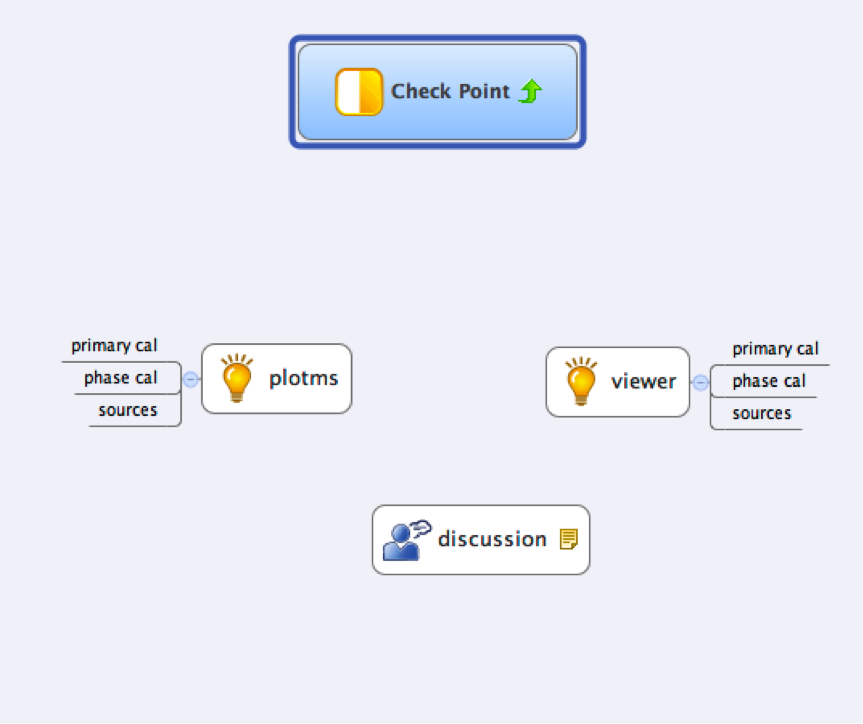 Check Point
primary cal
phase cal
sources
plotms
viewer
primary cal
phase cal
sources
discussion